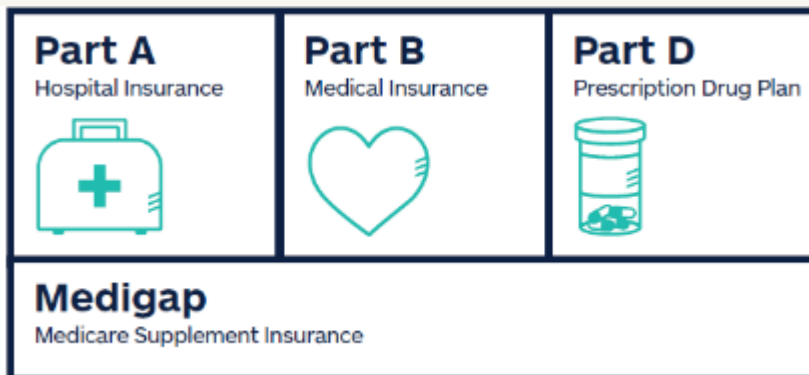 Part A
Hospital Insurance
Part B
Medical Insurance
Part D
Prescription Drug Plan
Medigap
Medicare Supplement Insurance